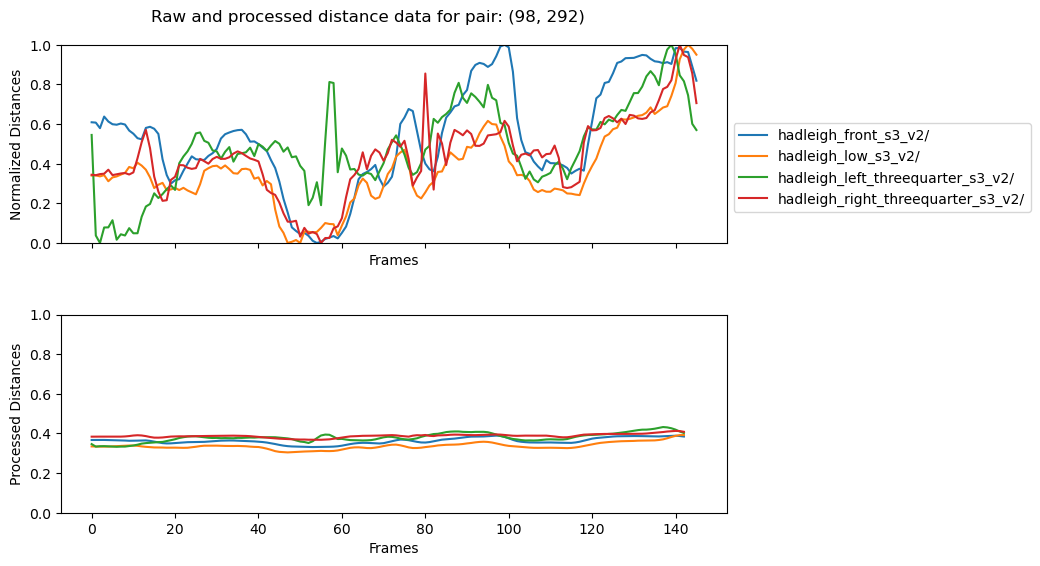 Raw and processed distance data for pair: (98, 292)
Normalized Distances
1.0
0.8
0.6
0.4
0.2
0.0
Frames
hadleigh_front_s3_v2/
hadleigh_low_s3_v2/
hadleigh_left_threequarter_s3_v2/
hadleigh_right_threequarter_s3_v2/
Processed Distances
1.0
0.8
0.6
0.4
0.2
0.0
0 20 40 60 80 100 120 140
Frames